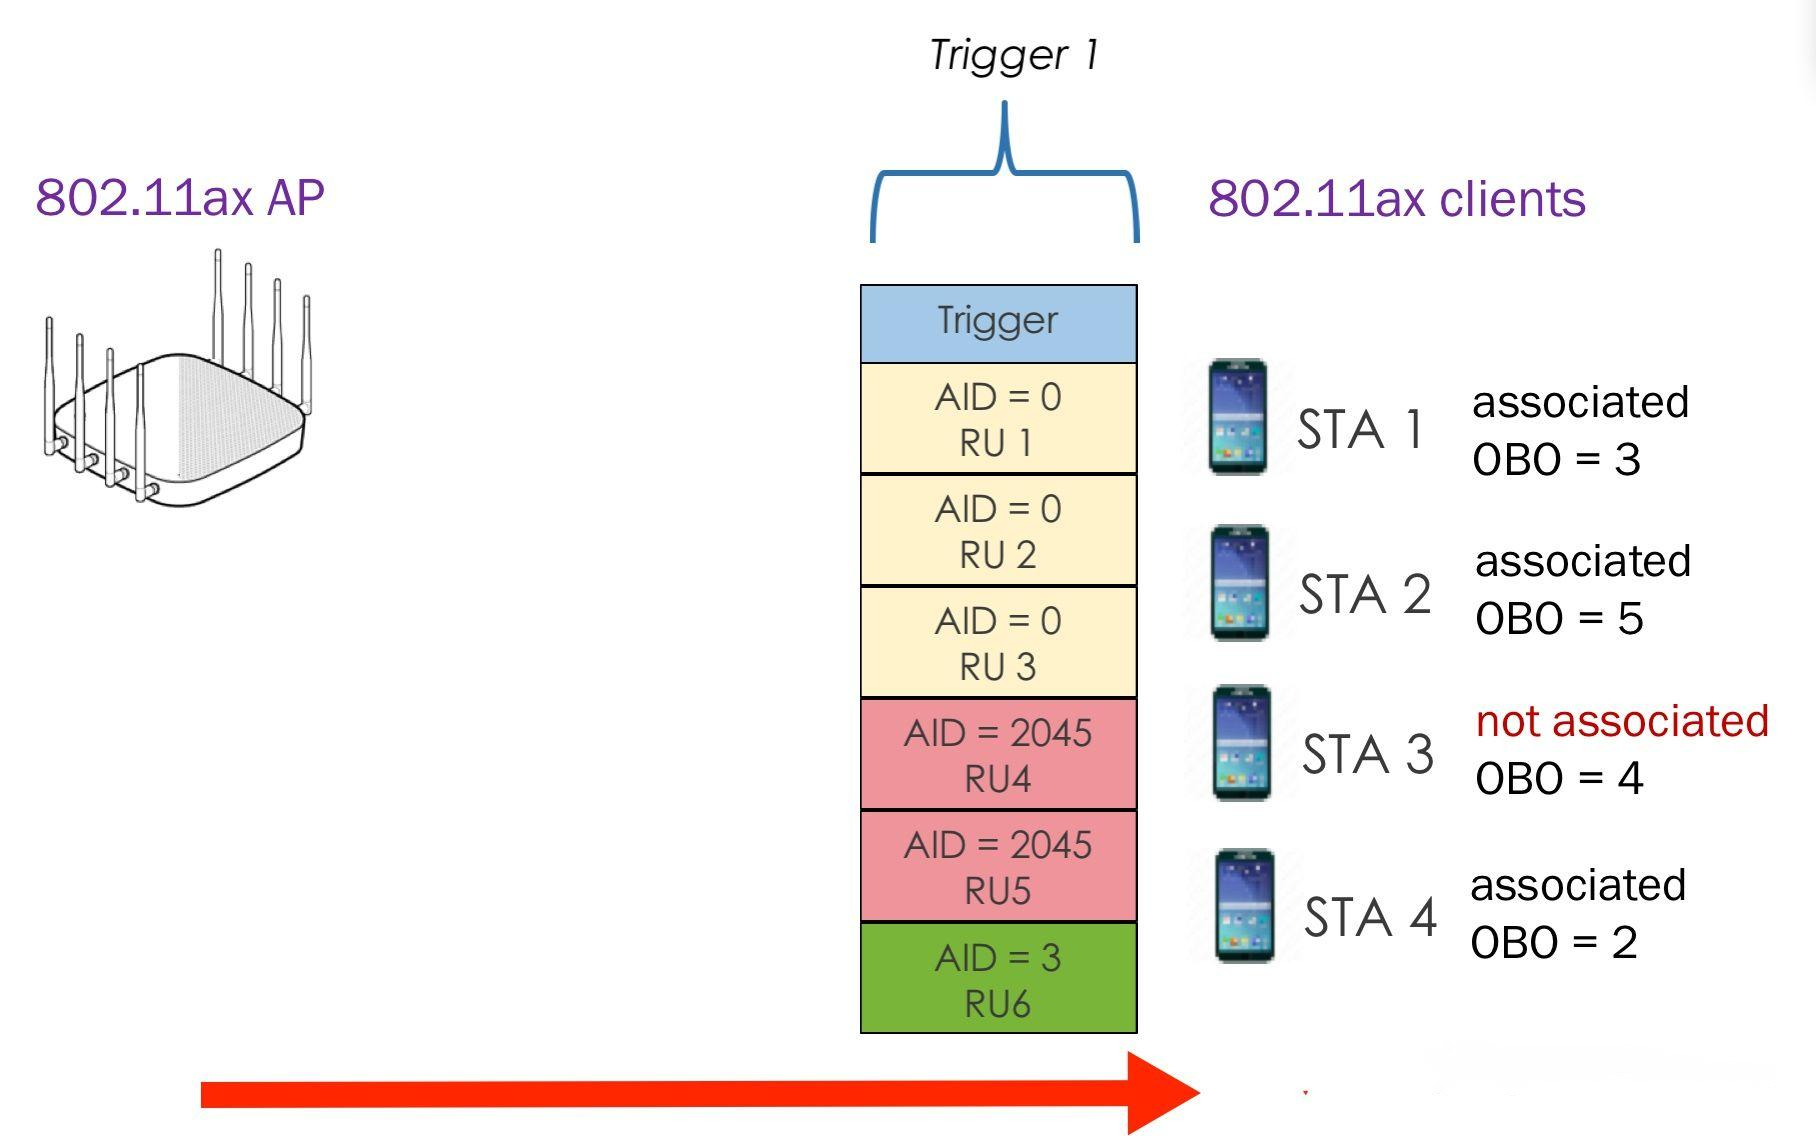 Trigger 1
802.11ax AP
802.11ax clients
Trigger
AID = 0
RU 1
AID = 0
RU 2
AID = 0
RU 3
AID = 2045
RU4
AID = 2045
RU5
AID = 3
RU6
STA 1
associated
OBO = 3
STA 2
associated
OBO = 5
STA 3
not associated
OBO = 4
STA 4
associated
OBO = 2